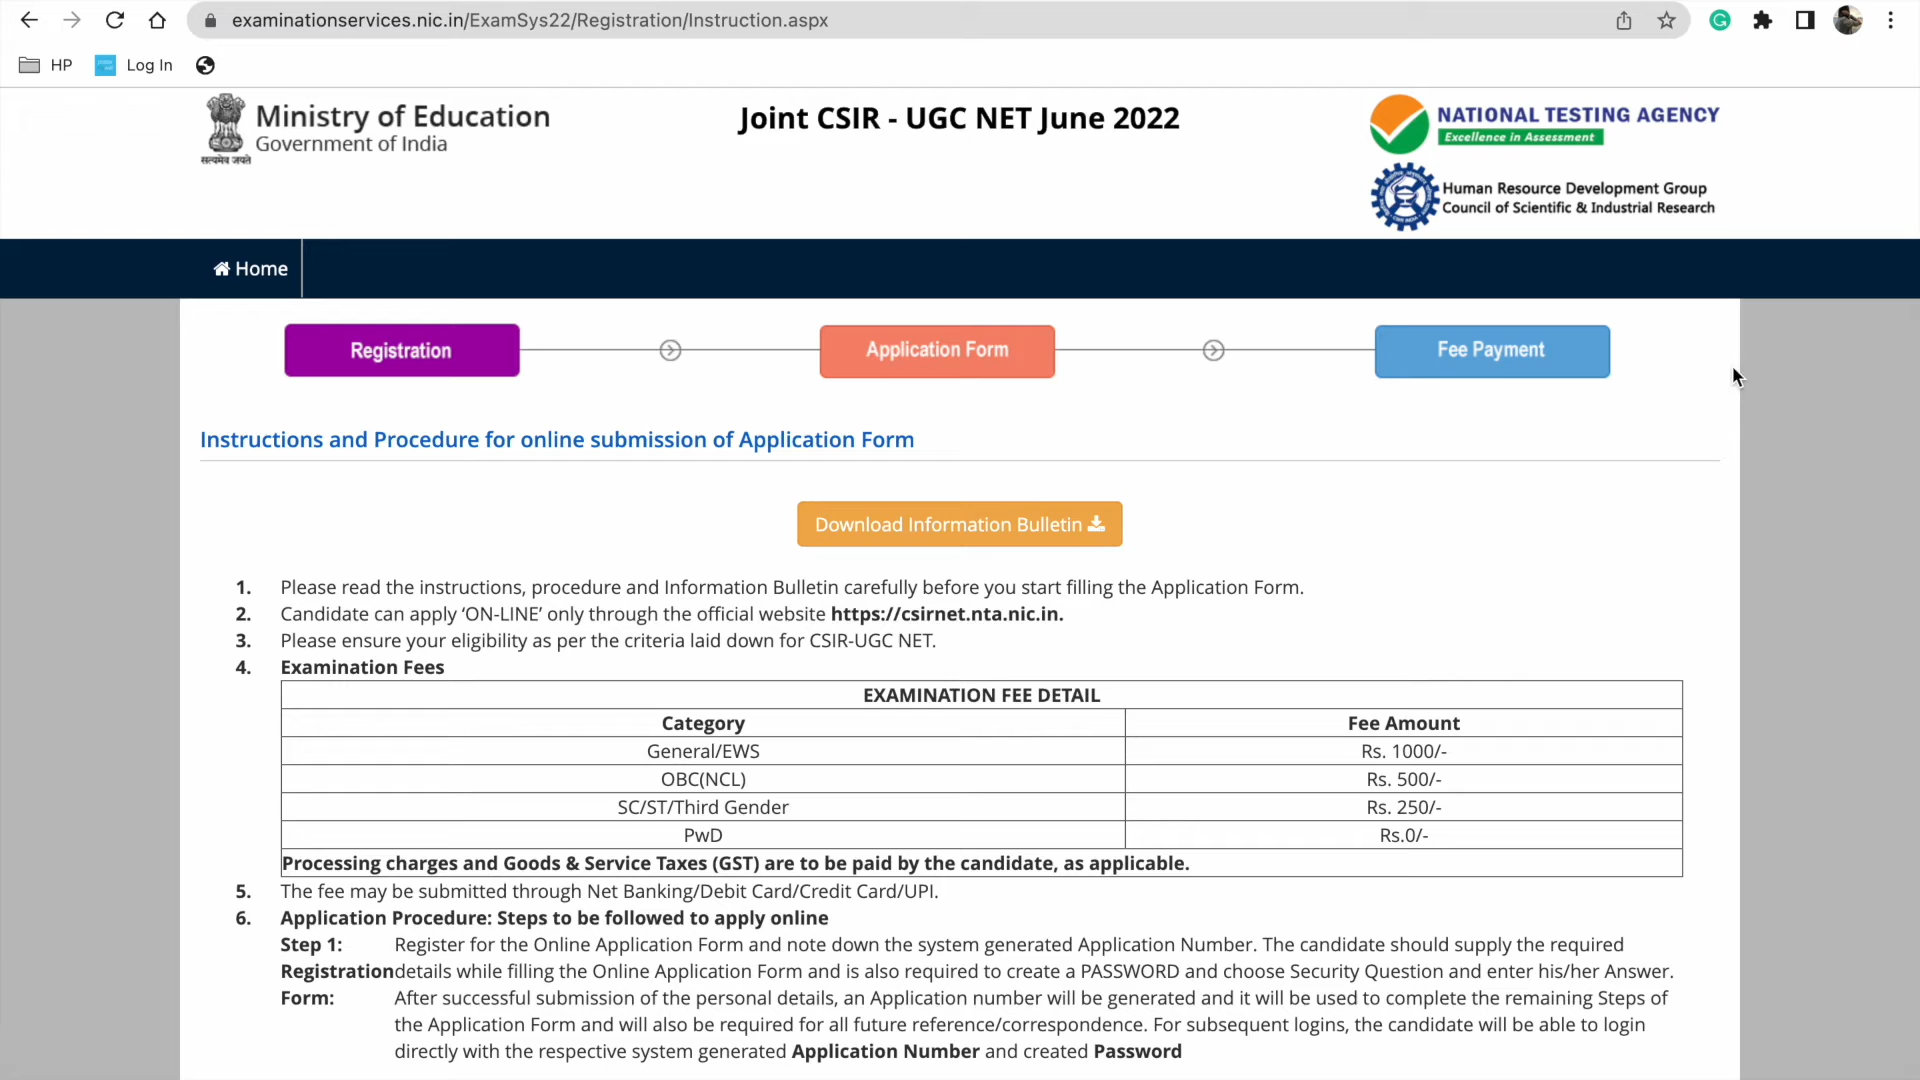 examinationservices.nic.in/ExamSys22/Registration/Instruction.aspx
HP Log In
Ministry of Education
Government of India
सत्यमेव जयते
Joint CSIR - UGC NET June 2022
NATIONAL TESTING AGENCY
Excellence in Assessment
Human Resource Development Group
Council of Scientific & Industrial Research
Home
Registration Application Form Fee Payment
Instructions and Procedure for online submission of Application Form
Download Information Bulletin
1. Please read the instructions, procedure and Information Bulletin carefully before you start filling the Application Form.
2. Candidate can apply ‘ON-LINE’ only through the official website https://csirnet.nta.nic.in.
3. Please ensure your eligibility as per the criteria laid down for CSIR-UGC NET.
4. Examination Fees
EXAMINATION FEE DETAIL
Category Fee Amount
General/EWS Rs. 1000/-
OBC(NCL) Rs. 500/-
SC/ST/Third Gender Rs. 250/-
PwD Rs.0/-
Processing charges and Goods & Service Taxes (GST) are to be paid by the candidate, as applicable.
5. The fee may be submitted through Net Banking/Debit Card/Credit Card/UPI.
6. Application Procedure: Steps to be followed to apply online
Step 1: Register for the Online Application Form and note down the system generated Application Number. The candidate should supply the required
Registration details while filling the Online Application Form and is also required to create a PASSWORD and choose Security Question and enter his/her Answer.
Form: After successful submission of the personal details, an Application number will be generated and it will be used to complete the remaining Steps of
the Application Form and will also be required for all future reference/correspondence. For subsequent logins, the candidate will be able to login
directly with the respective system generated Application Number and created Password